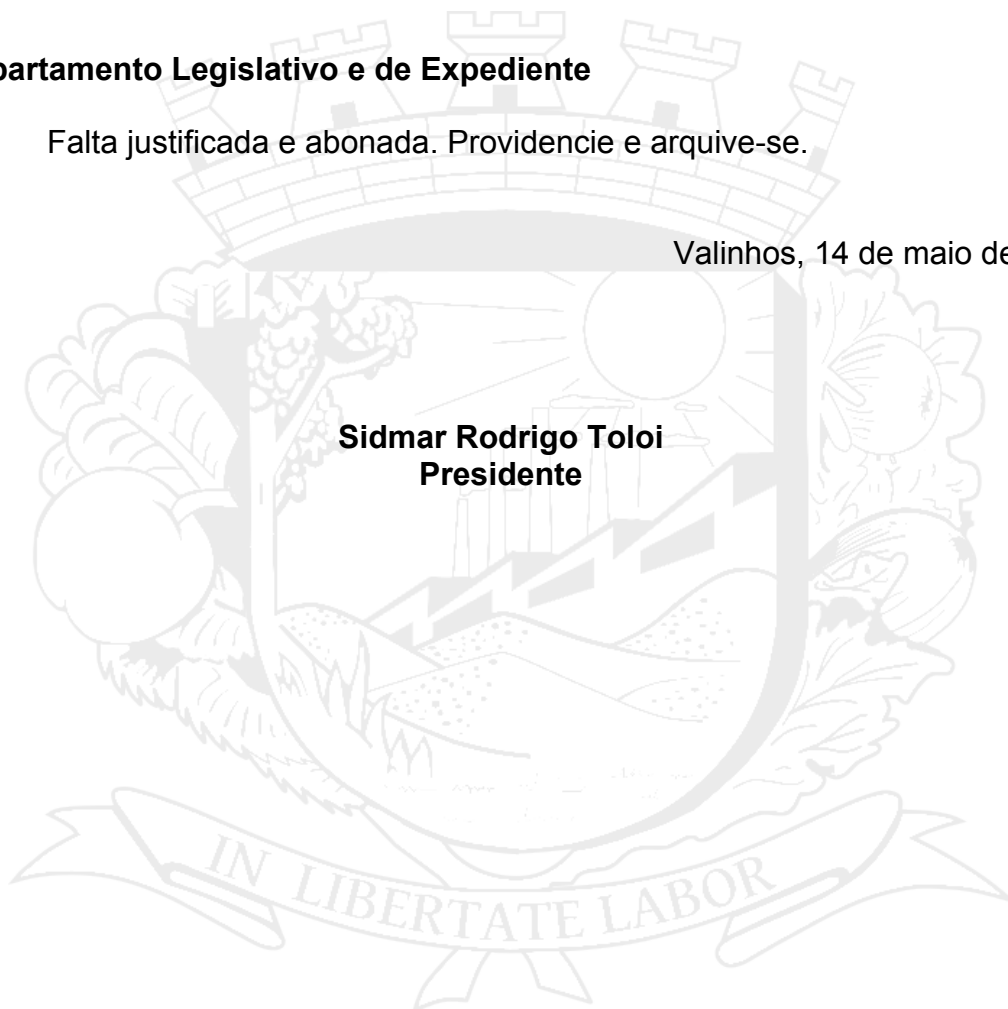 partamento Legislativo e de Expediente
Falta justificada e abonada. Providencie e arquive-se.
Valinhos, 14 de maio de
Sidmar Rodrigo Toloi
Presidente
IN LIBERTATE LABOR